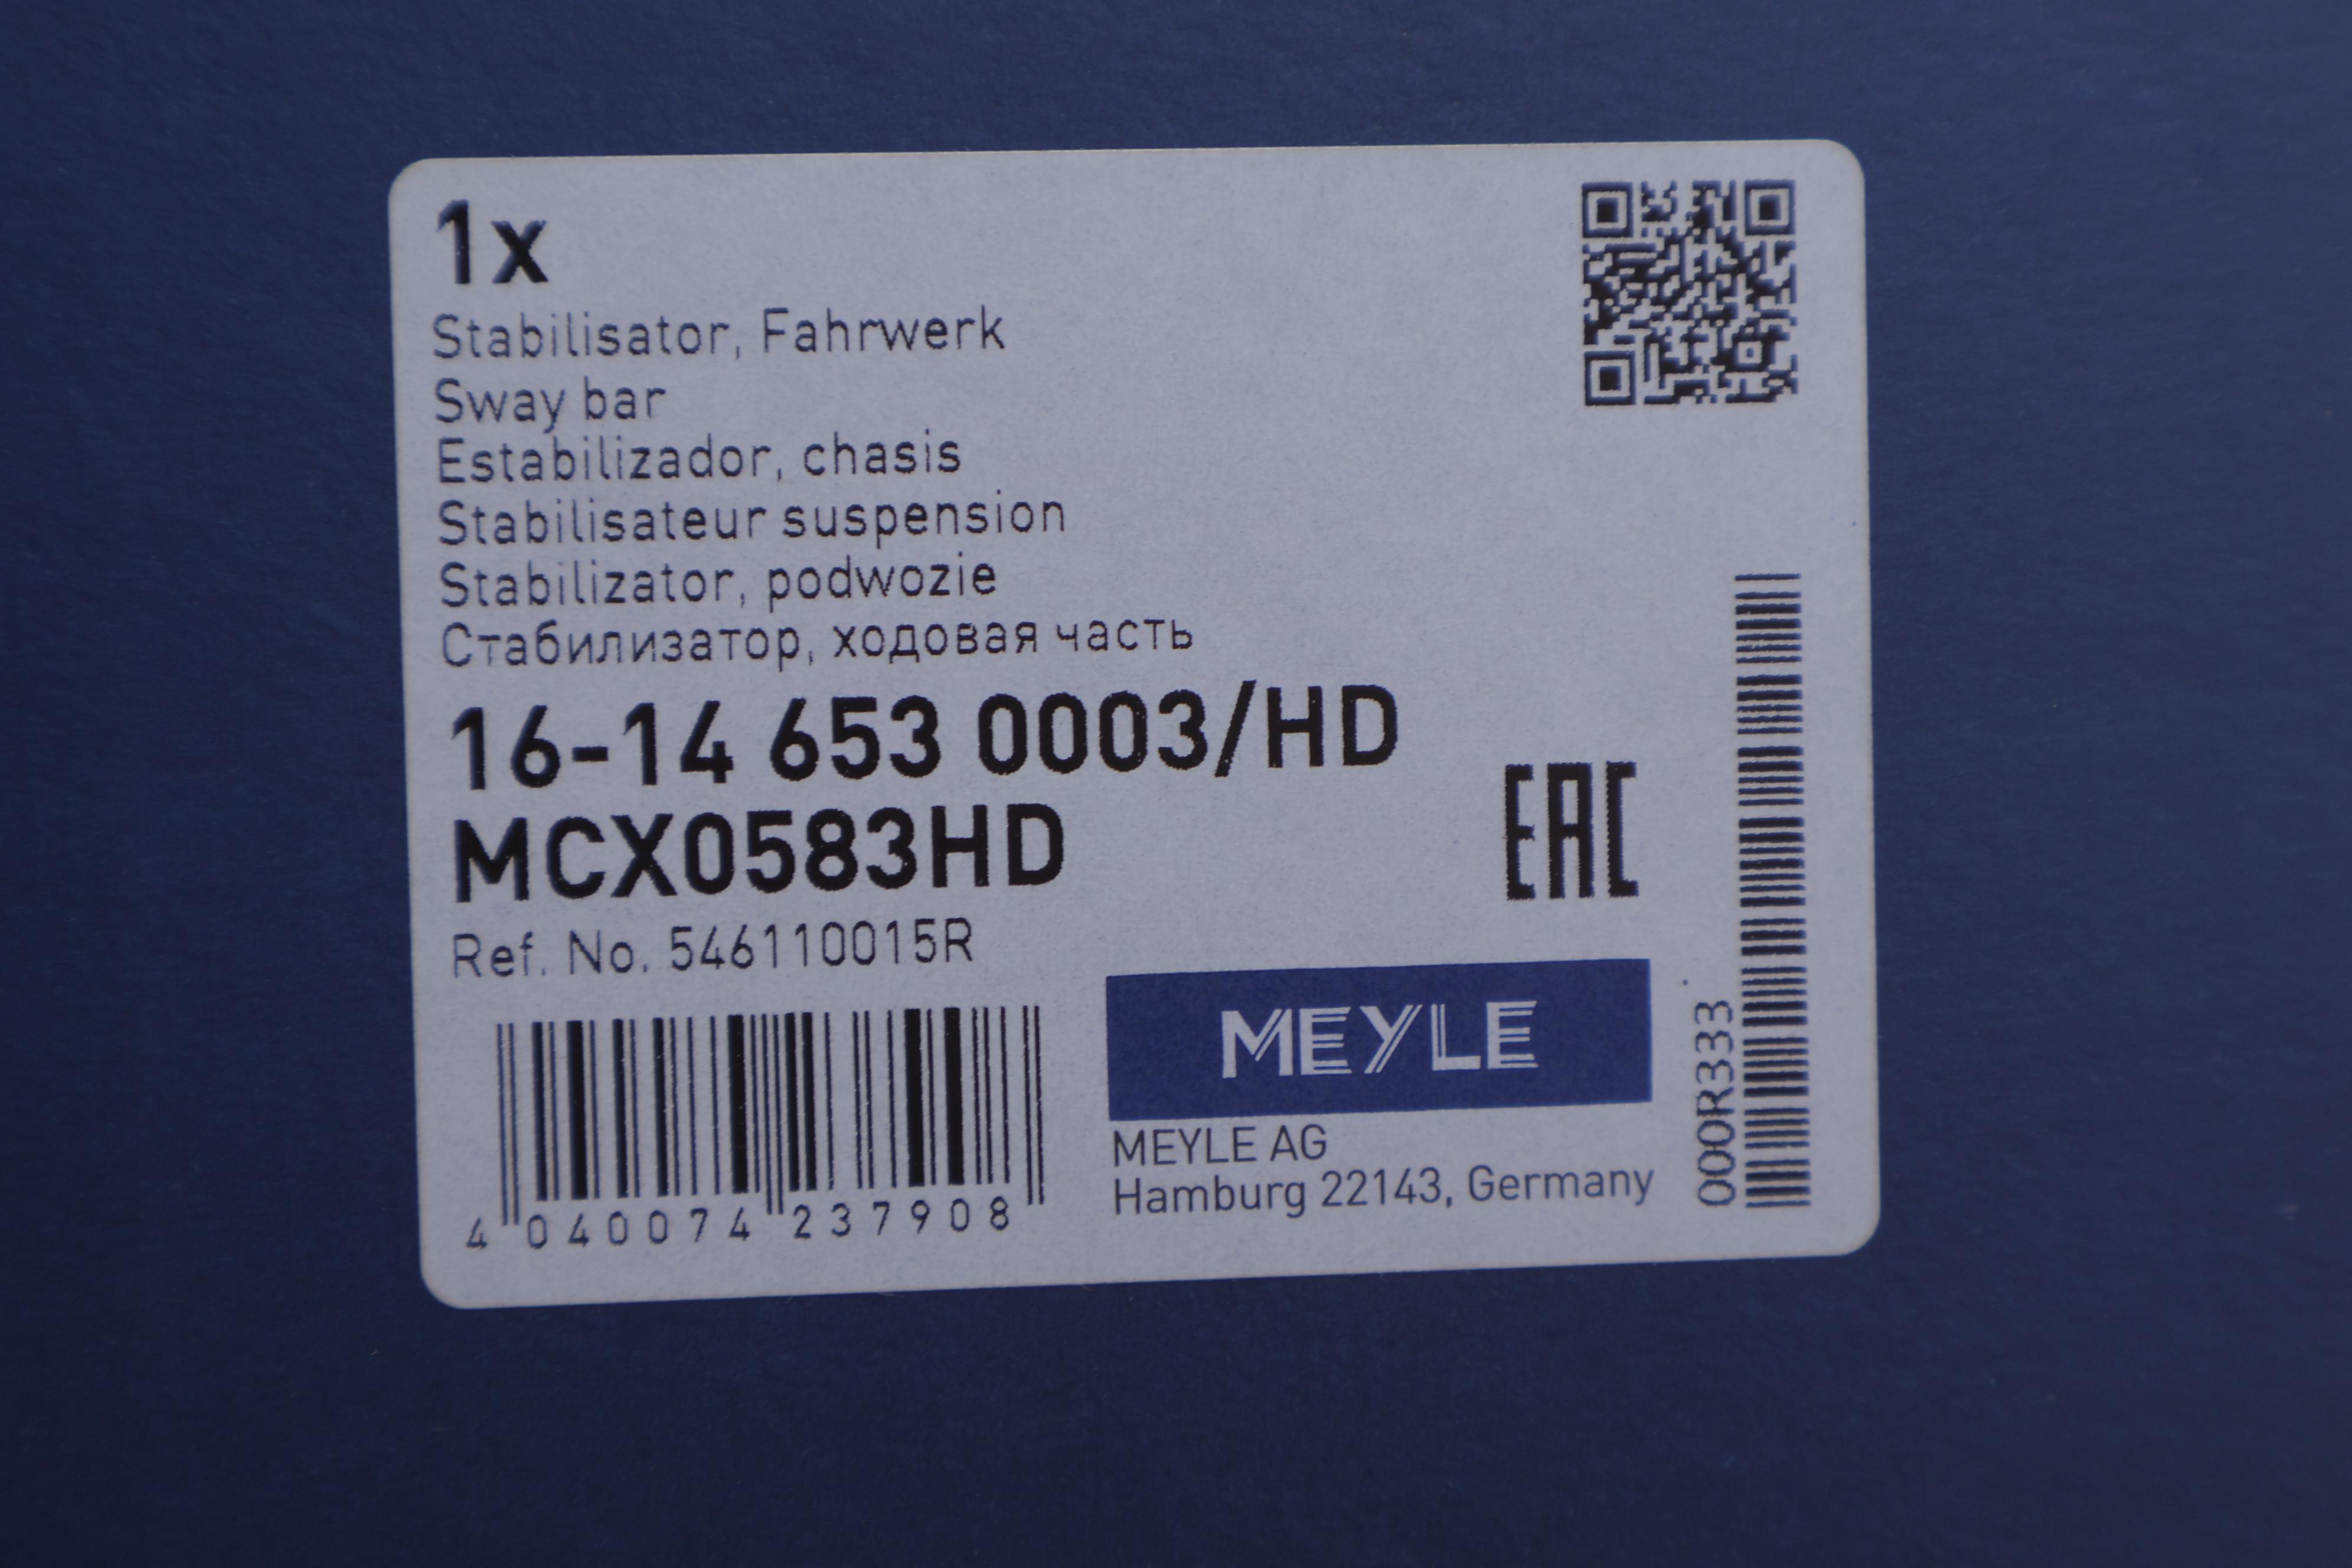 1x
Stabilisator, Fahrwerk
Sway bar
Estabilizador, chasis
Stabilisateur suspension
Stabilizator, podwozie
Стабилизатор, ходовая часть
16-14 653 0003/HD
MCX0583HD
EAC
Ref. No. 546110015R
MEYLE
MEYLE AG
Hamburg 22143, Germany
4 040074 237908
000R333